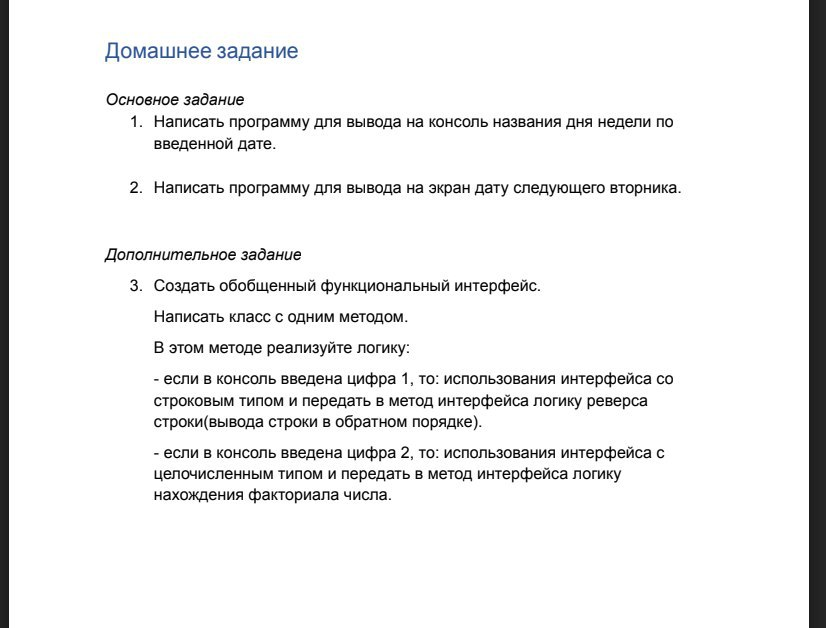 Домашнее задание
Основное задание
1. Написать программу для вывода на консоль названия дня недели по
введенной дате.
2. Написать программу для вывода на экран дату следующего вторника.
Дополнительное задание
3. Создать обобщенный функциональный интерфейс.
Написать класс с одним методом.
В этом методе реализуйте логику:
- если в консоль введена цифра 1, то: использования интерфейса со
строковым типом и передать в метод интерфейса логику реверса
строки(вывода строки в обратном порядке).
- если в консоль введена цифра 2, то: использования интерфейса с
целочисленным типом и передать в метод интерфейса логику
нахождения факториала числа.